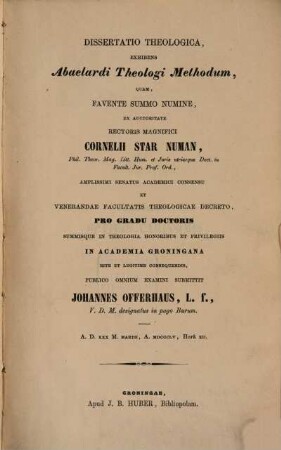 DISSERTATIO THEOLOGICA,
EXHIBENS
Abaelardi Theologi Methodum,
QUAM,
FAVENTE SUMMO NUMINE,
EX AUCTORITATE
RECTORIS MAGNIFICI
CORNELII STAR NUMAN,
Phil. Theor. Mag. Litt. Hum. et Juris utriusque Doct. in
Facult. Jur. Prof. Ord.,
AMPLISSIMI SENATUS ACADEMICI CONSENSU
ET
VENERANDAE FACULTATIS THEOLOGICAE DECRETO,
PRO GRADU DOCTORIS
SUMMISQUE IN THEOLOGIA HONORIBUS ET PRIVILEGIIS
IN ACADEMIA GRONINGANA
RITE ET LEGITIME CONSEQUENDIS,
PUBLICO OMNIUM EXAMINI SUBMITTIT
JOHANNES OFFERHAUS, L. f.,
V. D. M. designatus in pago Burum.
A. D. XXX M. MARTII, A. MDCCCLV, Horâ XII.
GRONINGAE,
Apud J. B. HUBER, Bibliopolam.